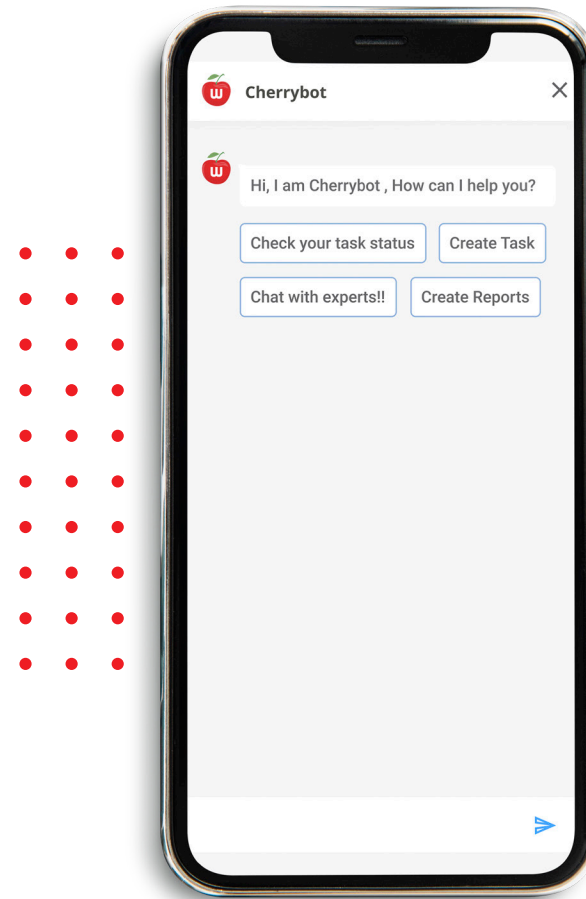 w Cherrybot
w
Hi, I am Cherrybot , How can I help you?
Check your task status Create Task
Chat with experts!! Create Reports